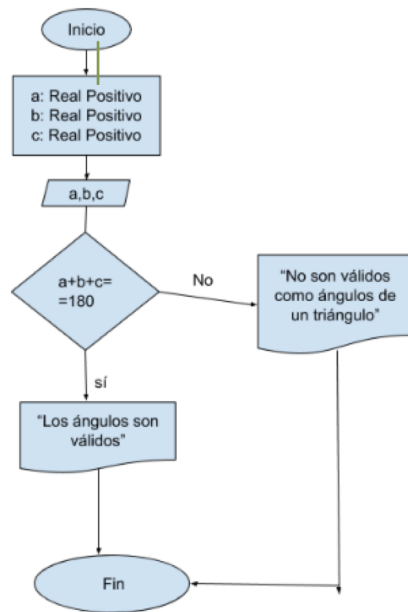 Inicio
a: Real Positivo
b: Real Positivo
c: Real Positivo
a,b,c
a+b+c=
=180
No
“No son válidos
como ángulos de
un triángulo”
sí
“Los ángulos son
válidos”
Fin